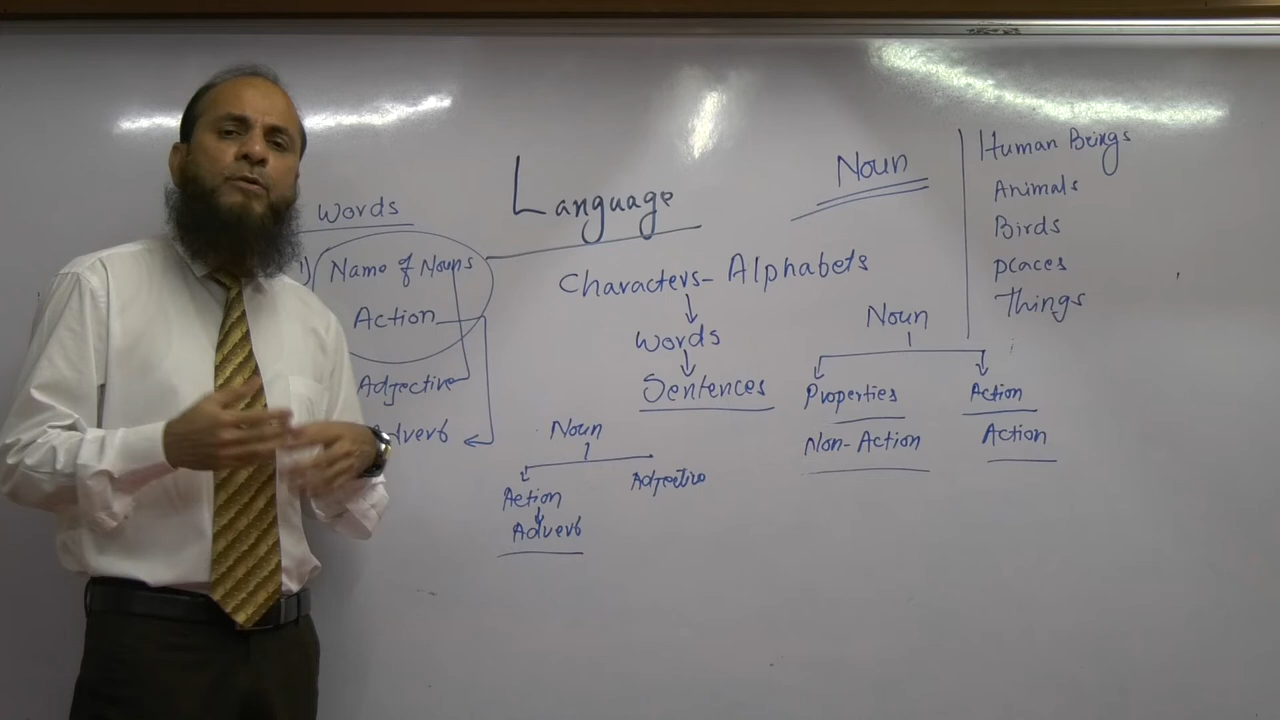 Words
1) Name of Nouns
Action
Adjective
Adverb
Language
Characters - Alphabets
Words
Sentences
Noun
Action
Adjective
Adverb
Noun
Human Beings
Animals
Birds
places
Things
Noun
Properties
Action
Non-Action
Action